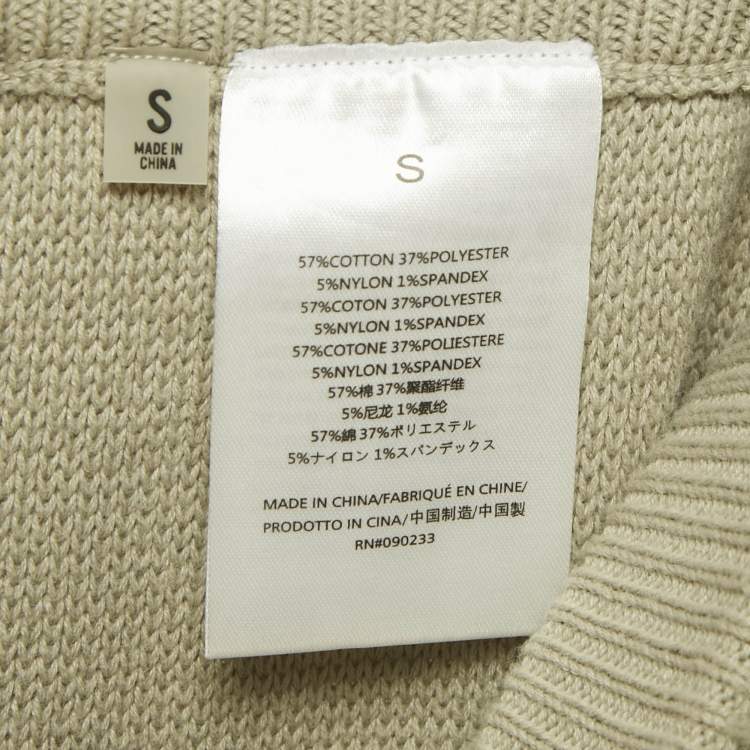 S
MADE IN
CHINA
S
57%COTTON 37%POLYESTER
5%NYLON 1%SPANDEX
57%COTON 37%POLYESTER
5%NYLON 1%SPANDEX
57%COTONE 37%POLIESTERE
5%NYLON 1%SPANDEX
57%棉 37%聚酯纤维
5%尼龙 1%氨纶
57%綿 37%ポリエステル
5%ナイロン 1%スパンデックス
MADE IN CHINA/FABRIQUÉ EN CHINE/
PRODOTTO IN CINA/中国制造/中国製
RN#090233